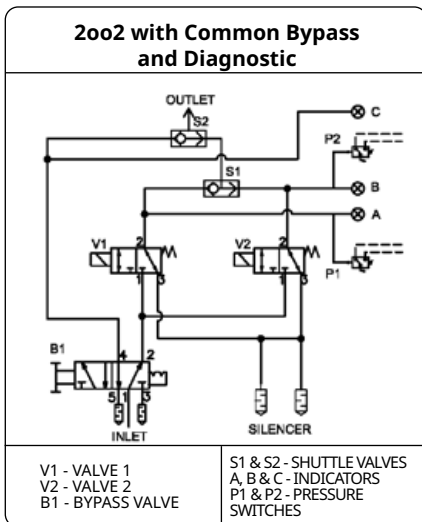 2oo2 with Common Bypass
and Diagnostic
OUTLET
S2
C
P2
S1
B
A
V1
2
V2
2
P1
1
3
1
3
B1
4
2
5
1
3
INLET
SILENCER
V1 - VALVE 1
V2 - VALVE 2
B1 - BYPASS VALVE
S1 & S2 - SHUTTLE VALVES
A, B & C - INDICATORS
P1 & P2 - PRESSURE
SWITCHES